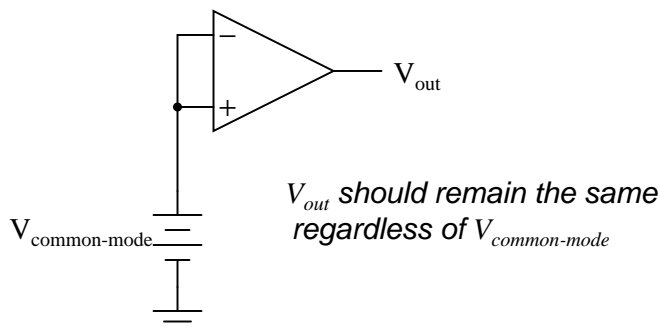 −
V_out
+
V_out should remain the same
V_common-mode
regardless of V_common-mode